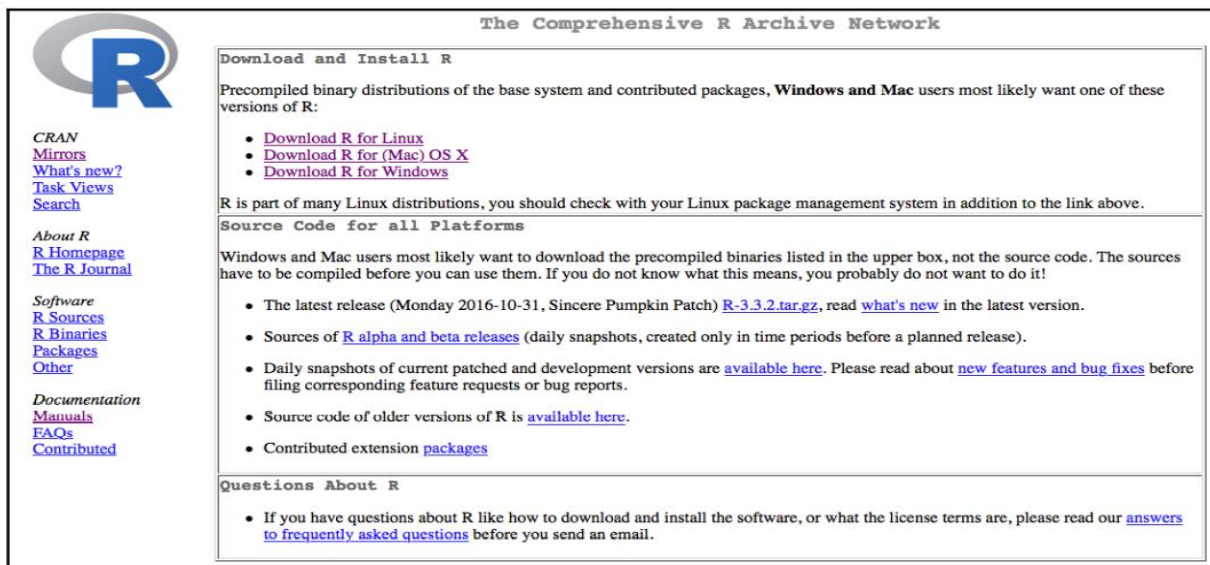 The Comprehensive R Archive Network
R
CRAN
Mirrors
What's new?
Task Views
Search
About R
R Homepage
The R Journal
Software
R Sources
R Binaries
Packages
Other
Documentation
Manuals
FAQs
Contributed
Download and Install R
Precompiled binary distributions of the base system and contributed packages, Windows and Mac users most likely want one of these
versions of R:
• Download R for Linux
• Download R for (Mac) OS X
• Download R for Windows
R is part of many Linux distributions, you should check with your Linux package management system in addition to the link above.
Source Code for all Platforms
Windows and Mac users most likely want to download the precompiled binaries listed in the upper box, not the source code. The sources
have to be compiled before you can use them. If you do not know what this means, you probably do not want to do it!
• The latest release (Monday 2016-10-31, Sincere Pumpkin Patch) R-3.3.2.tar.gz, read what's new in the latest version.
• Sources of R alpha and beta releases (daily snapshots, created only in time periods before a planned release).
• Daily snapshots of current patched and development versions are available here. Please read about new features and bug fixes before
filing corresponding feature requests or bug reports.
• Source code of older versions of R is available here.
• Contributed extension packages
Questions About R
• If you have questions about R like how to download and install the software, or what the license terms are, please read our answers
to frequently asked questions before you send an email.